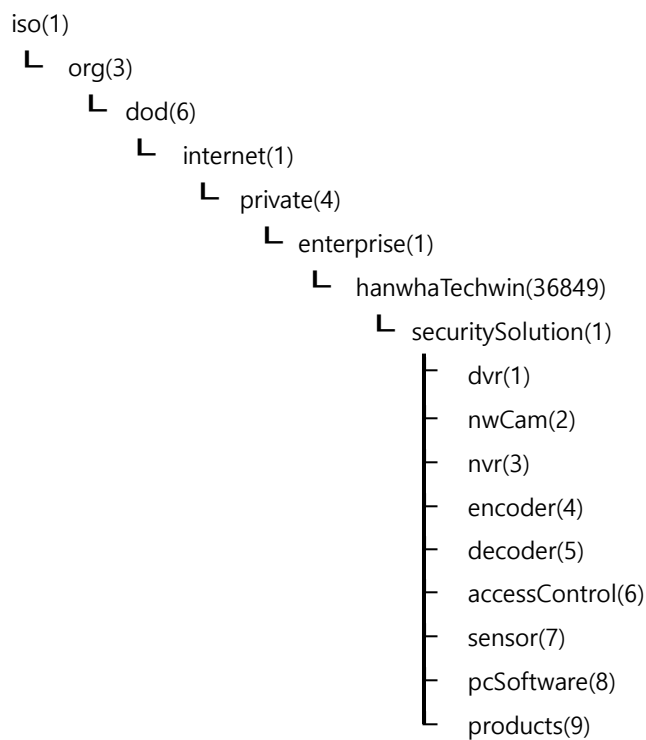 iso(1)
org(3)
dod(6)
internet(1)
private(4)
enterprise(1)
hanwhaTechwin(36849)
securitySolution(1)
dvr(1)
nwCam(2)
nvr(3)
encoder(4)
decoder(5)
accessControl(6)
sensor(7)
pcSoftware(8)
products(9)